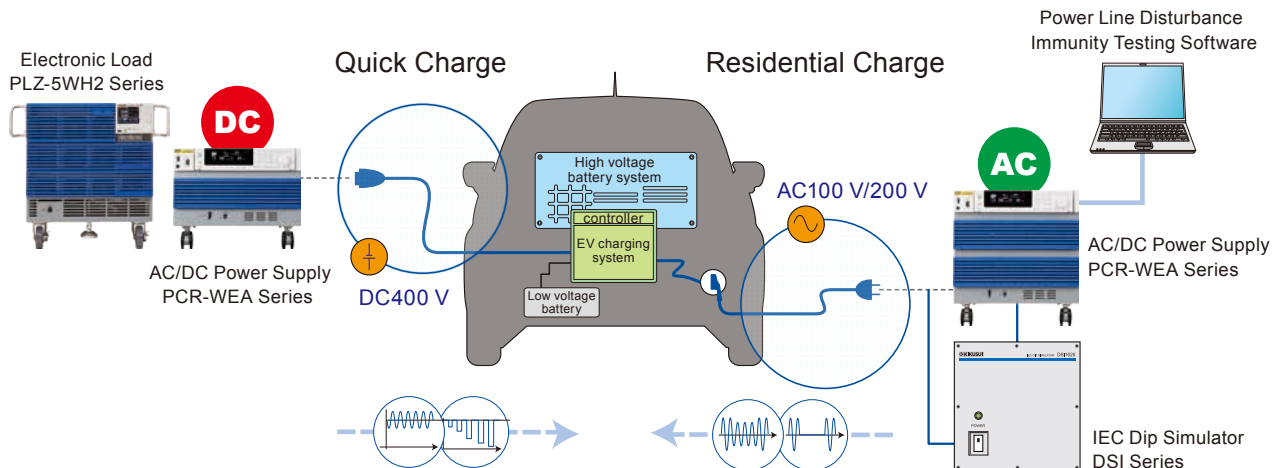 Power Line Disturbance
Immunity Testing Software
Electronic Load
PLZ-5WH2 Series
Quick Charge
Residential Charge
DC
AC
High voltage
battery system
AC100 V/200 V
controller
EV charging
system
AC/DC Power Supply
PCR-WEA Series
DC400 V
Low voltage
battery
AC/DC Power Supply
PCR-WEA Series
KIKUSUI
DSI1020
POWER
IEC Dip Simulator
DSI Series